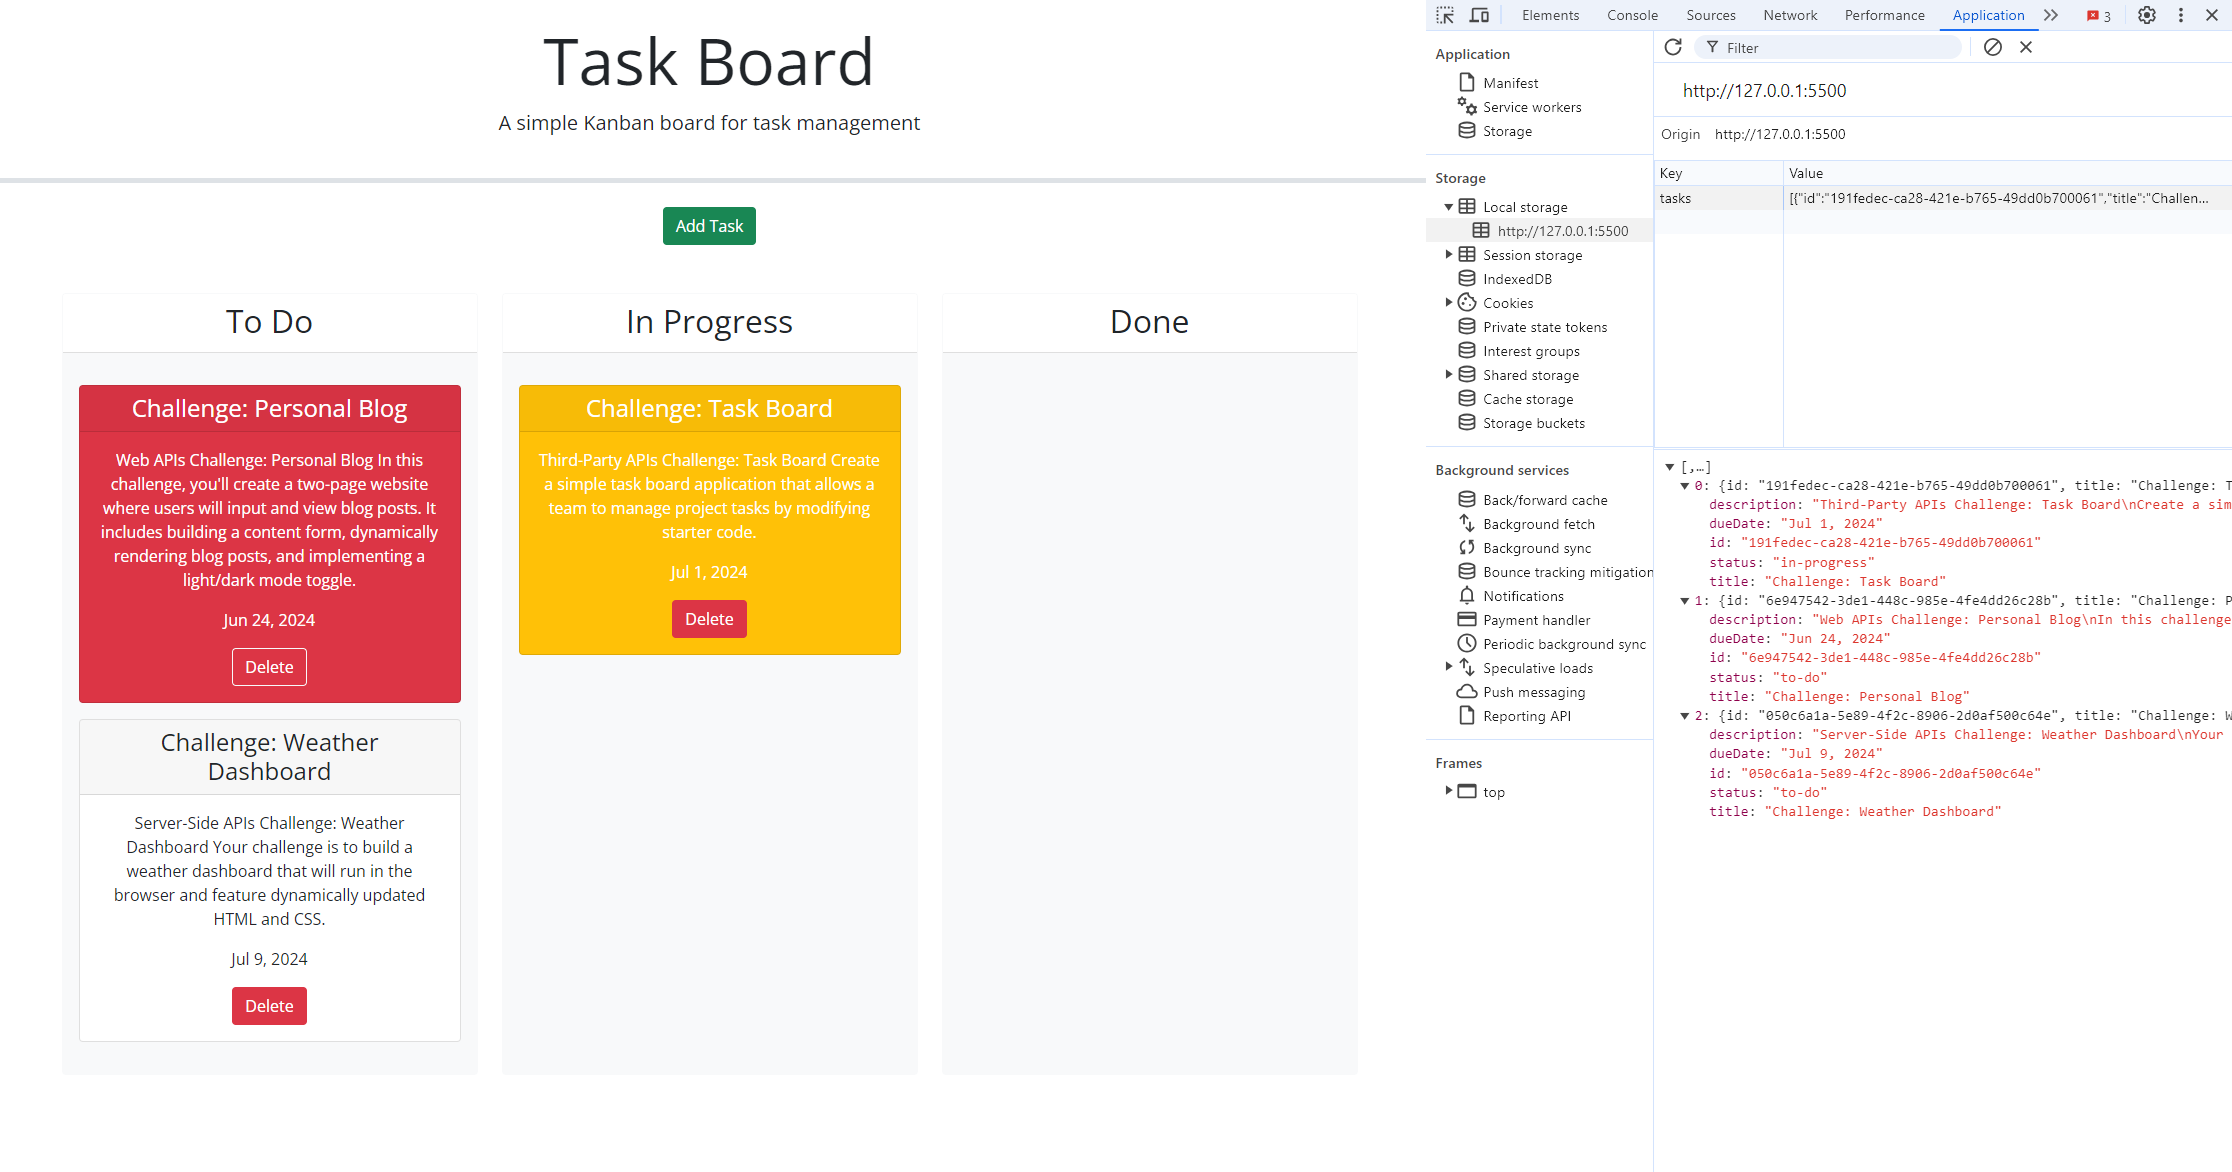 Task Board
A simple Kanban board for task management
Add Task
To Do
Challenge: Personal Blog
Web APIs Challenge: Personal Blog In this
challenge, you'll create a two-page website
where users will input and view blog posts. It
includes building a content form, dynamically
rendering blog posts, and implementing a
light/dark mode toggle.
Jun 24, 2024
Delete
Challenge: Weather
Dashboard
Server-Side APIs Challenge: Weather
Dashboard Your challenge is to build a
weather dashboard that will run in the
browser and feature dynamically updated
HTML and CSS.
Jul 9, 2024
Delete
In Progress
Challenge: Task Board
Third-Party APIs Challenge: Task Board Create
a simple task board application that allows a
team to manage project tasks by modifying
starter code.
Jul 1, 2024
Delete
Done
Elements Console Sources Network Performance Application 3
Application
Manifest
Service workers
Storage
Storage
Local storage
http://127.0.0.1:5500
Session storage
IndexedDB
Cookies
Private state tokens
Interest groups
Shared storage
Cache storage
Storage buckets
Background services
Back/forward cache
Background fetch
Background sync
Bounce tracking mitigation
Notifications
Payment handler
Periodic background sync
Speculative loads
Push messaging
Reporting API
Frames
top
Filter
http://127.0.0.1:5500
Origin http://127.0.0.1:5500
Key Value
tasks [{"id":"191fedec-ca28-421e-b765-49dd0b700061","title":"Challen...
[,…]
0: {id: "191fedec-ca28-421e-b765-49dd0b700061", title: "Challenge: T
description: "Third-Party APIs Challenge: Task Board\nCreate a sim
dueDate: "Jul 1, 2024"
id: "191fedec-ca28-421e-b765-49dd0b700061"
status: "in-progress"
title: "Challenge: Task Board"
1: {id: "6e947542-3de1-448c-985e-4fe4dd26c28b", title: "Challenge: P
description: "Web APIs Challenge: Personal Blog\nIn this challenge
dueDate: "Jun 24, 2024"
id: "6e947542-3de1-448c-985e-4fe4dd26c28b"
status: "to-do"
title: "Challenge: Personal Blog"
2: {id: "050c6a1a-5e89-4f2c-8906-2d0af500c64e", title: "Challenge: W
description: "Server-Side APIs Challenge: Weather Dashboard\nYour
dueDate: "Jul 9, 2024"
id: "050c6a1a-5e89-4f2c-8906-2d0af500c64e"
status: "to-do"
title: "Challenge: Weather Dashboard"